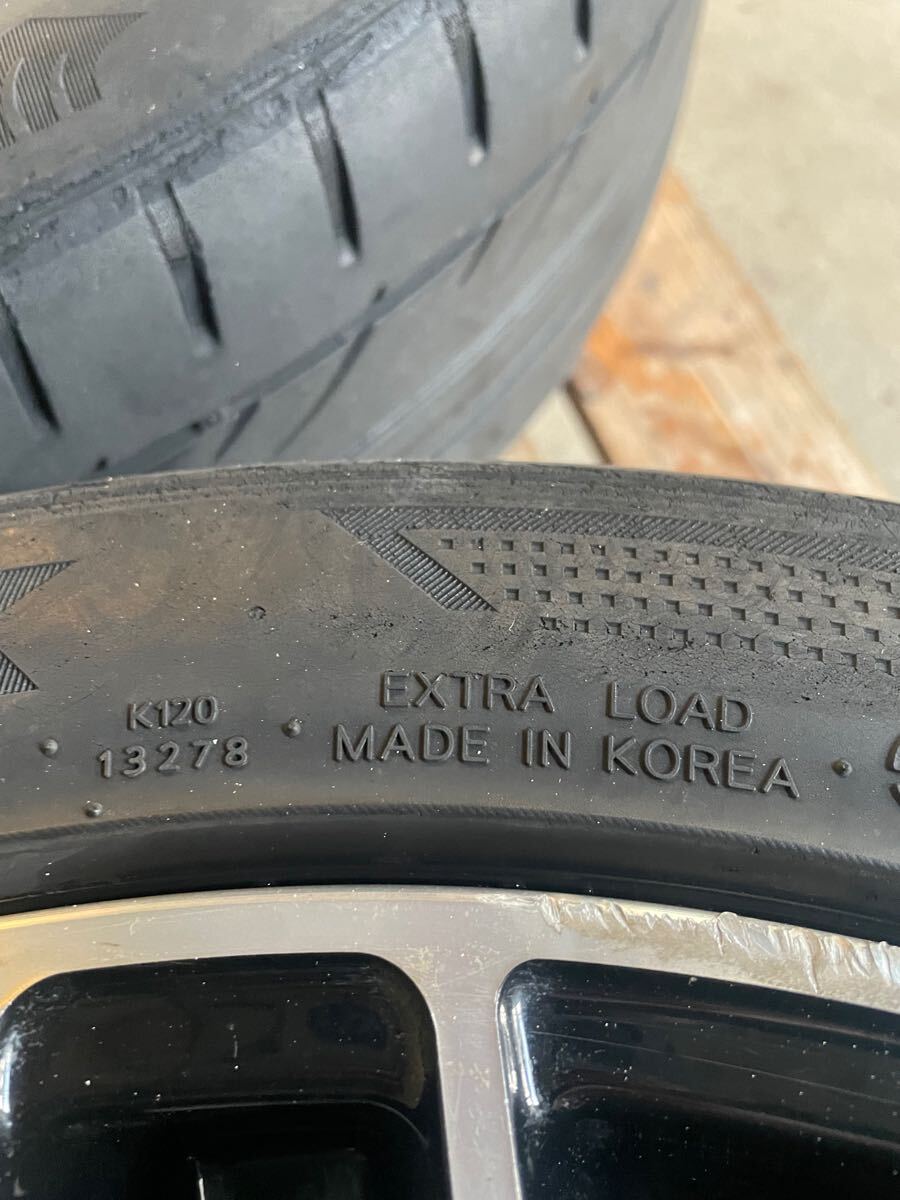 K120
13278
EXTRA LOAD
MADE IN KOREA